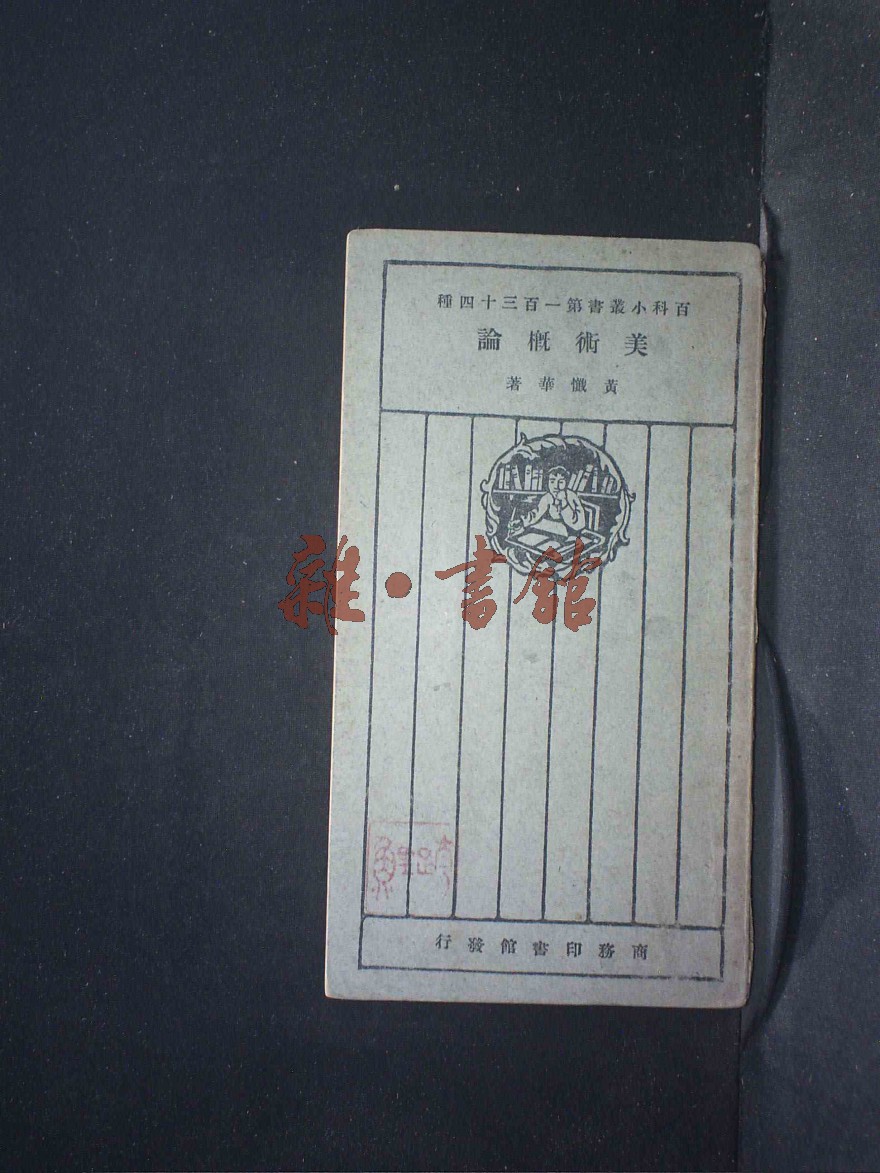 百科小叢書第一百三十四種
美術概論
黃懺華著
雜·書館
商務印書館發行